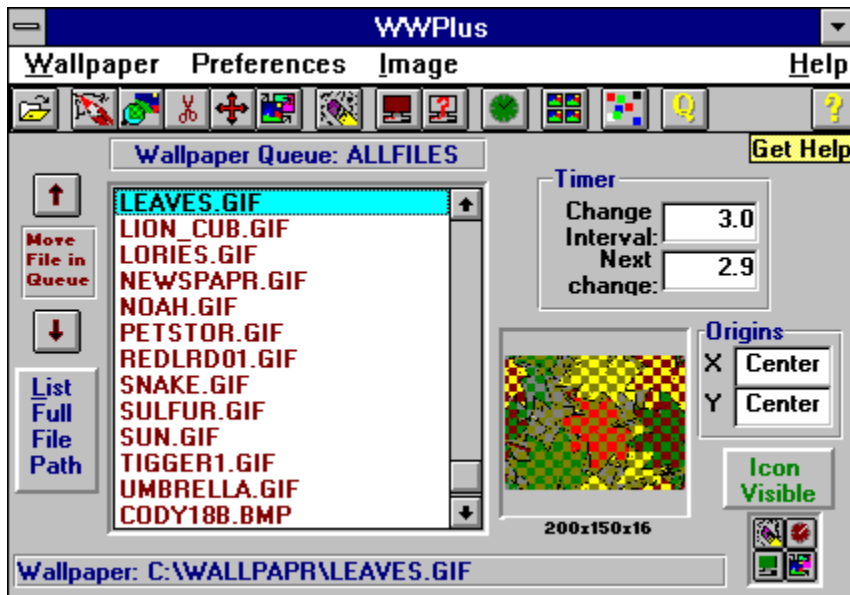 WWPlus
Wallpaper Preferences Image Help
Q ?
Get Help
Wallpaper Queue: ALLFILES
Move
File in
Queue
List
Full
File
Path
LEAVES.GIF
LION_CUB.GIF
LORIES.GIF
NEWSPAPR.GIF
NOAH.GIF
PETSTOR.GIF
REDLRD01.GIF
SNAKE.GIF
SULFUR.GIF
SUN.GIF
TIGGER1.GIF
UMBRELLA.GIF
CODY18B.BMP
Timer
Change
Interval: 3.0
Next
change: 2.9
200x150x16
Origins
X Center
Y Center
Icon
Visible
Wallpaper: C:\WALLPAPR\LEAVES.GIF